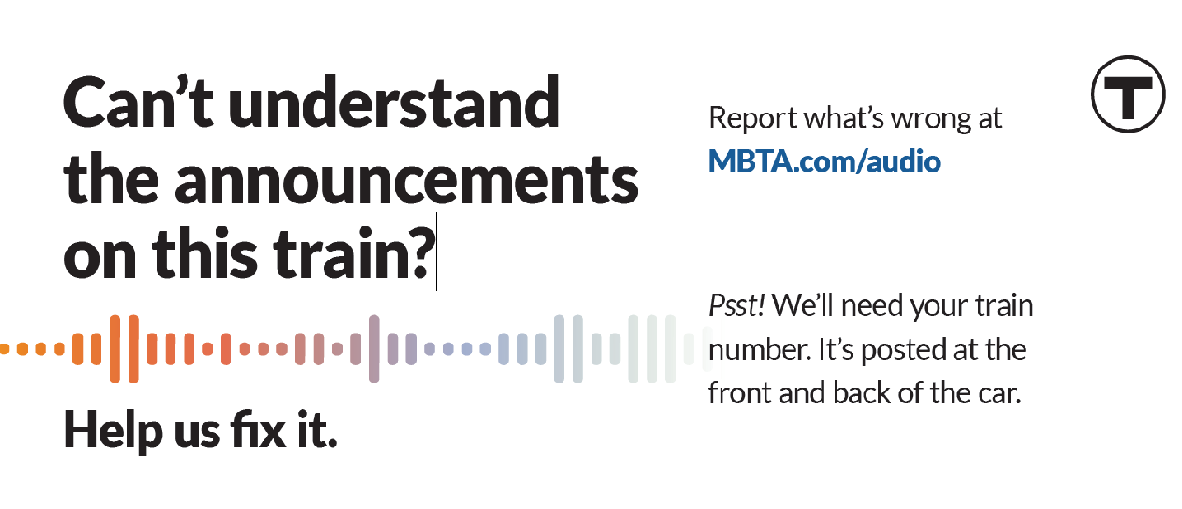 Can’t understand
the announcements
on this train?
Help us fix it.
Report what’s wrong at
MBTA.com/audio
Psst! We’ll need your train
number. It’s posted at the
front and back of the car.
T